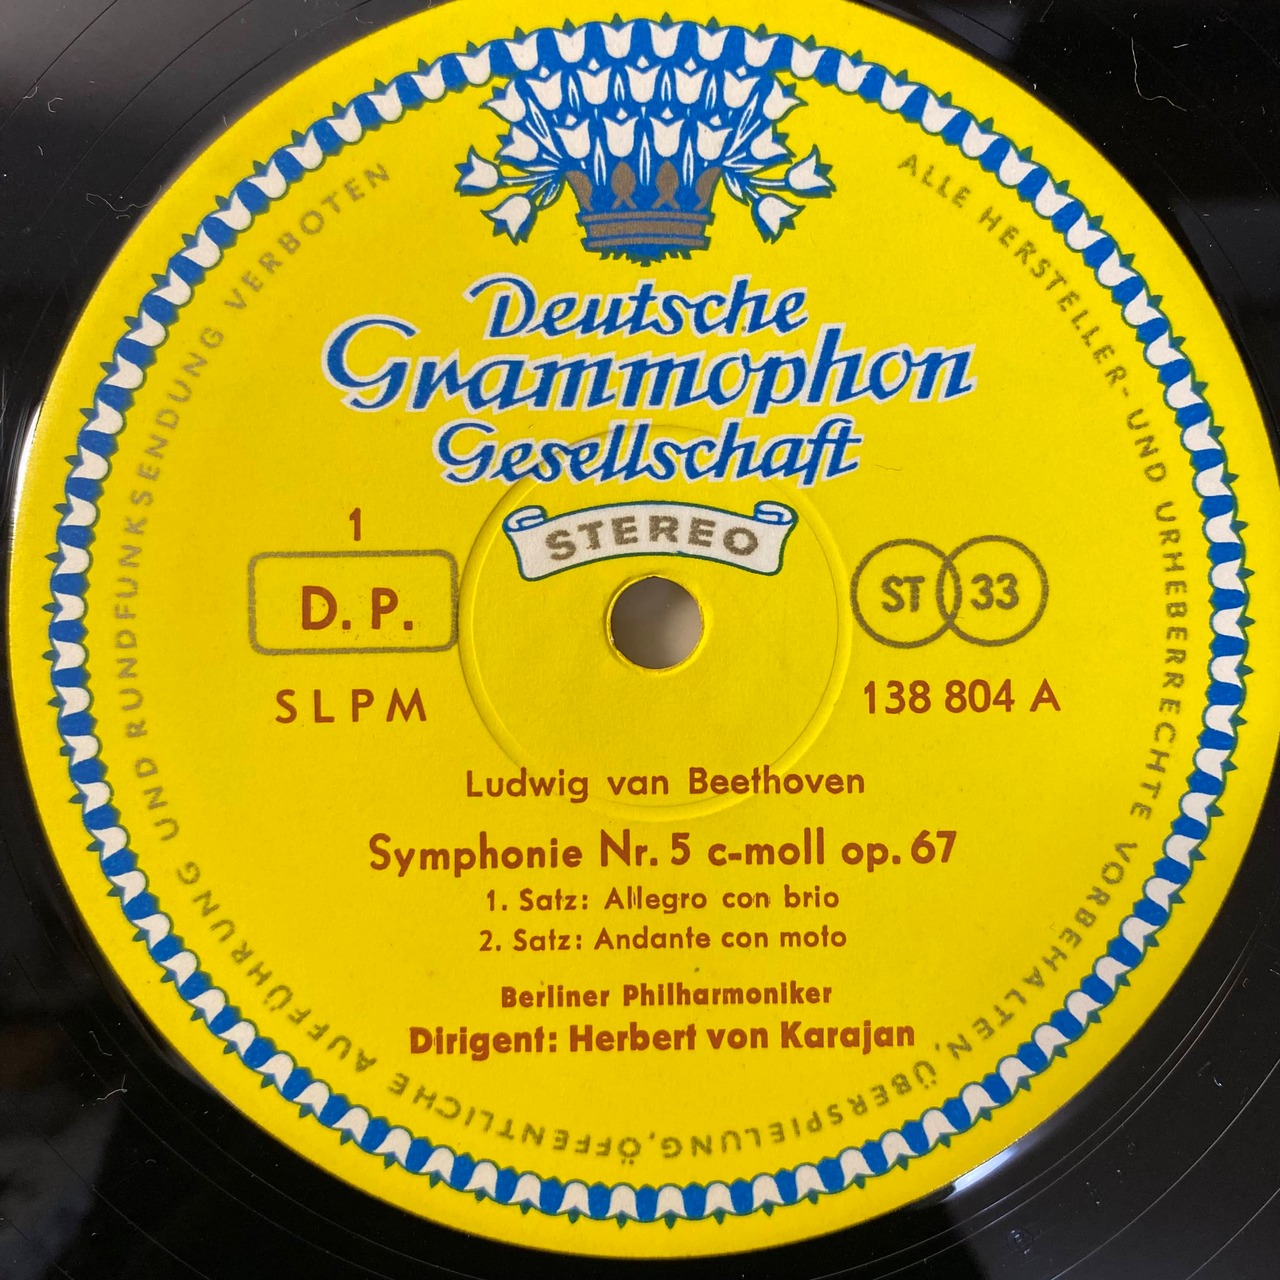 Deutsche
Grammophon
Gesellschaft
STEREO
1
D. P.
ST 33
SLPM
138 804 A
Ludwig van Beethoven
Symphonie Nr. 5 c-moll op. 67
1. Satz: Allegro con brio
2. Satz: Andante con moto
Berliner Philharmoniker
Dirigent: Herbert von Karajan
ALLE HERSTELLER- UND URHEBERRECHTE VORBEHALTEN, ÜBERSPIELUNG, ÖFFENTLICHE AUFFÜHRUNG UND RUNDFUNKSENDUNG VERBOTEN